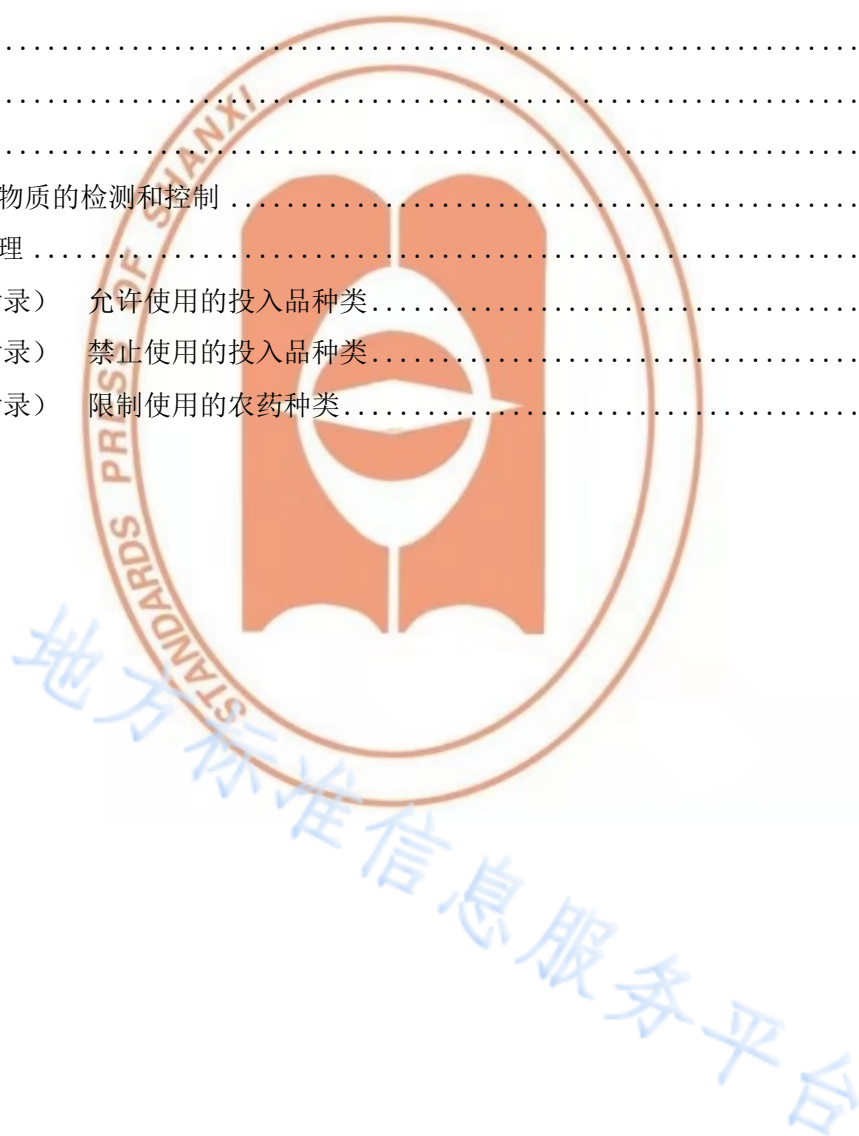 ................................................................
................................................................
................................................................
物质的检测和控制 ................................................
理 ..............................................................
录） 允许使用的投入品种类......................................
录） 禁止使用的投入品种类......................................
录） 限制使用的农药种类........................................
STANDARDS PRESS OF SHANXI
地方标准信息服务平台